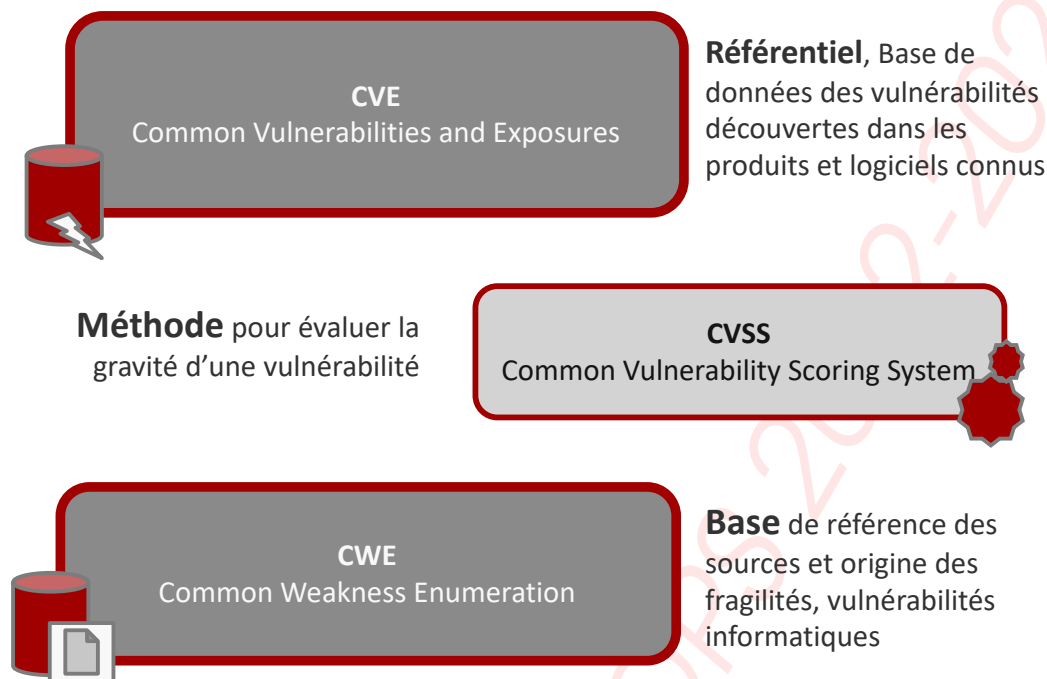 CVE
Common Vulnerabilities and Exposures
Référentiel, Base de
données des vulnérabilités
découvertes dans les
produits et logiciels connus
Méthode pour évaluer la
gravité d’une vulnérabilité
CVSS
Common Vulnerability Scoring System
CWE
Common Weakness Enumeration
Base de référence des
sources et origine des
fragilités, vulnérabilités
informatiques